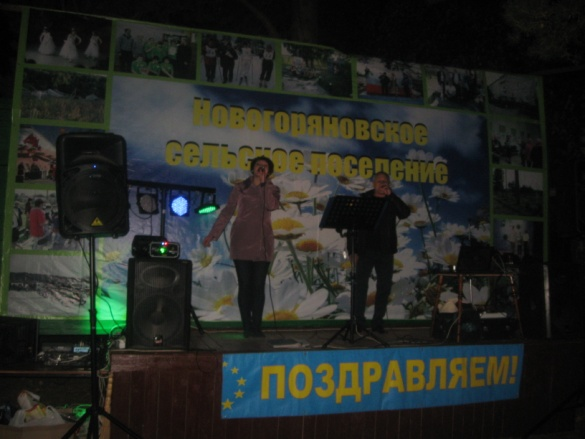 Новогоряновское
сельское поселение
ПОЗДРАВЛЯЕМ!